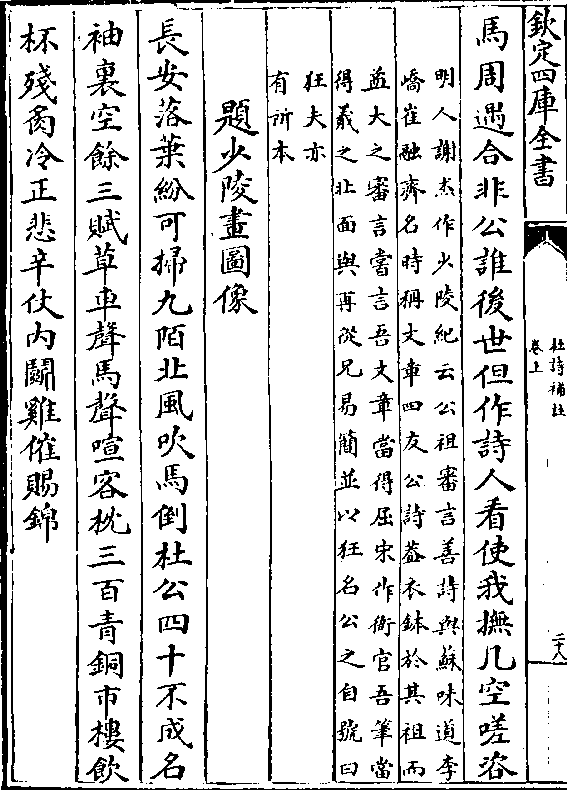 欽定四庫全書
杜詩補註
卷上
二十八
馬周遇合非公誰後世但作詩人看使我撫几空嗟咨
明人謝杰作少陵紀云公祖審言善詩與蘇味道李
嶠崔融齊名時稱文章四友公詩蓋衣鉢於其祖而
益大之審言嘗言吾文章當得屈宋作衙官吾筆當
得羲之北面與再從兄易簡並以狂名公之自號曰
狂夫亦
有所本
題少陵畫圖像
長安落葉紛可掃九陌北風吹馬倒杜公四十不成名
袖裏空餘三賦草車聲馬聲喧客枕三百青銅市樓飲
杯殘胾冷正悲辛仗內鬭雞催賜錦